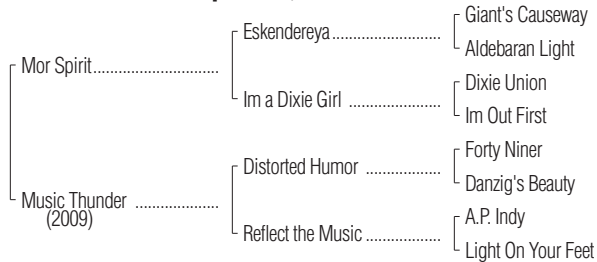 Giant's Causeway
Eskendereya......................
Aldebaran Light
Mor Spirit..........................
Dixie Union
Im a Dixie Girl ....................
Im Out First
Forty Niner
Distorted Humor ................
Danzig's Beauty
Music Thunder .................
(2009)
A.P. Indy
Reflect the Music................
Light On Your Feet